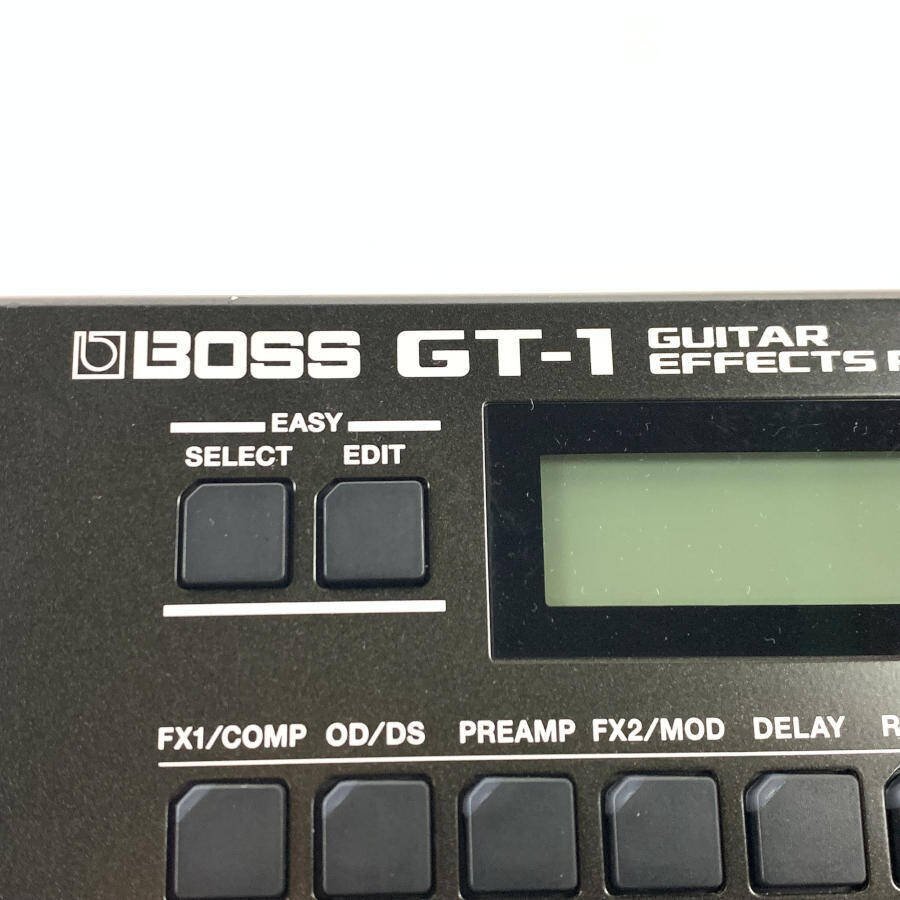 BOSS GT-1 GUITAR
EFFECTS
EASY
SELECT EDIT
FX1/COMP OD/DS PREAMP FX2/MOD DELAY